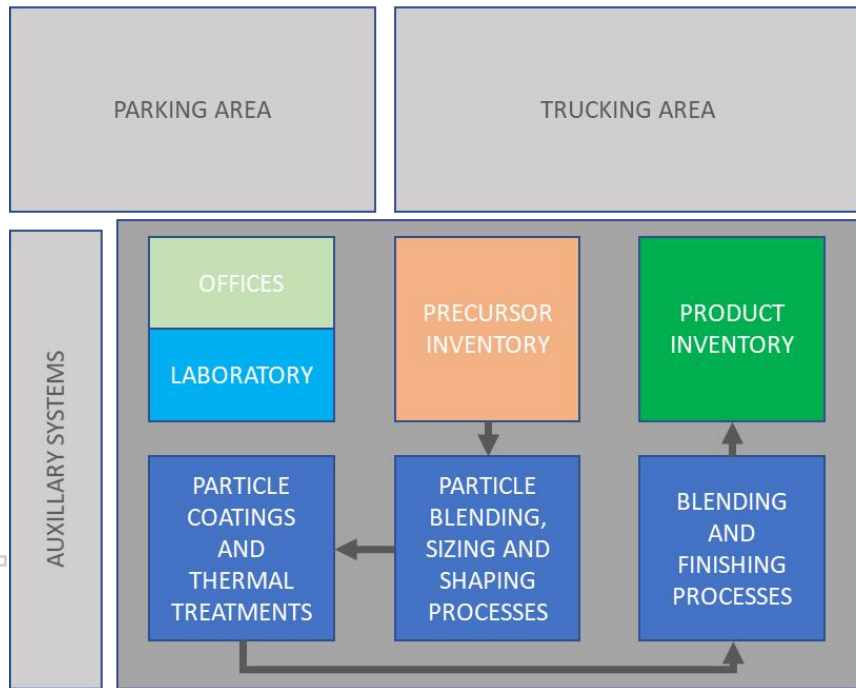 PARKING AREA
TRUCKING AREA
AUXILLARY SYSTEMS
OFFICES
LABORATORY
PRECURSOR
INVENTORY
PRODUCT
INVENTORY
PARTICLE
COATINGS
AND
THERMAL
TREATMENTS
PARTICLE
BLENDING,
SIZING AND
SHAPING
PROCESSES
BLENDING
AND
FINISHING
PROCESSES